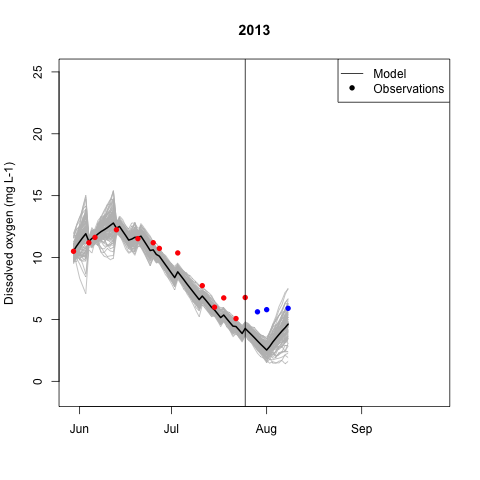 2013
Model
Observations
Dissolved oxygen (mg L-1)
25
20
15
10
5
0
Jun
Jul
Aug
Sep